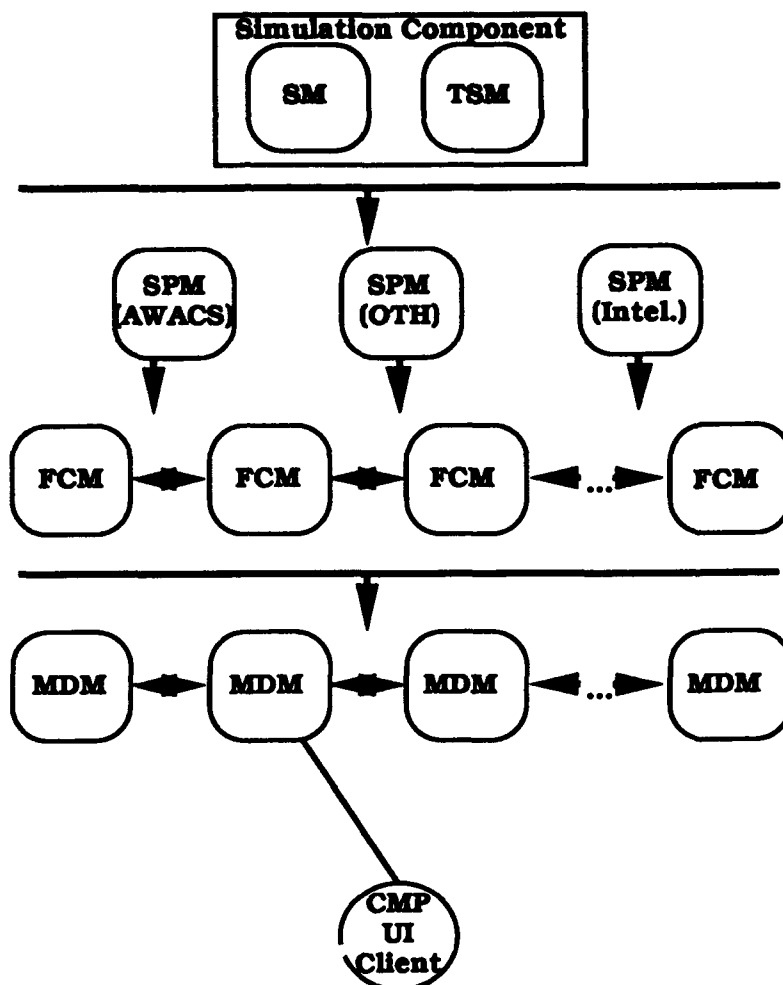 Simulation Component
SM
TSM
SPM
(AWACS)
SPM
(OTH)
SPM
(Intel.)
FCM
FCM
FCM
...
FCM
MDM
MDM
MDM
...
MDM
CMP
UI
Client